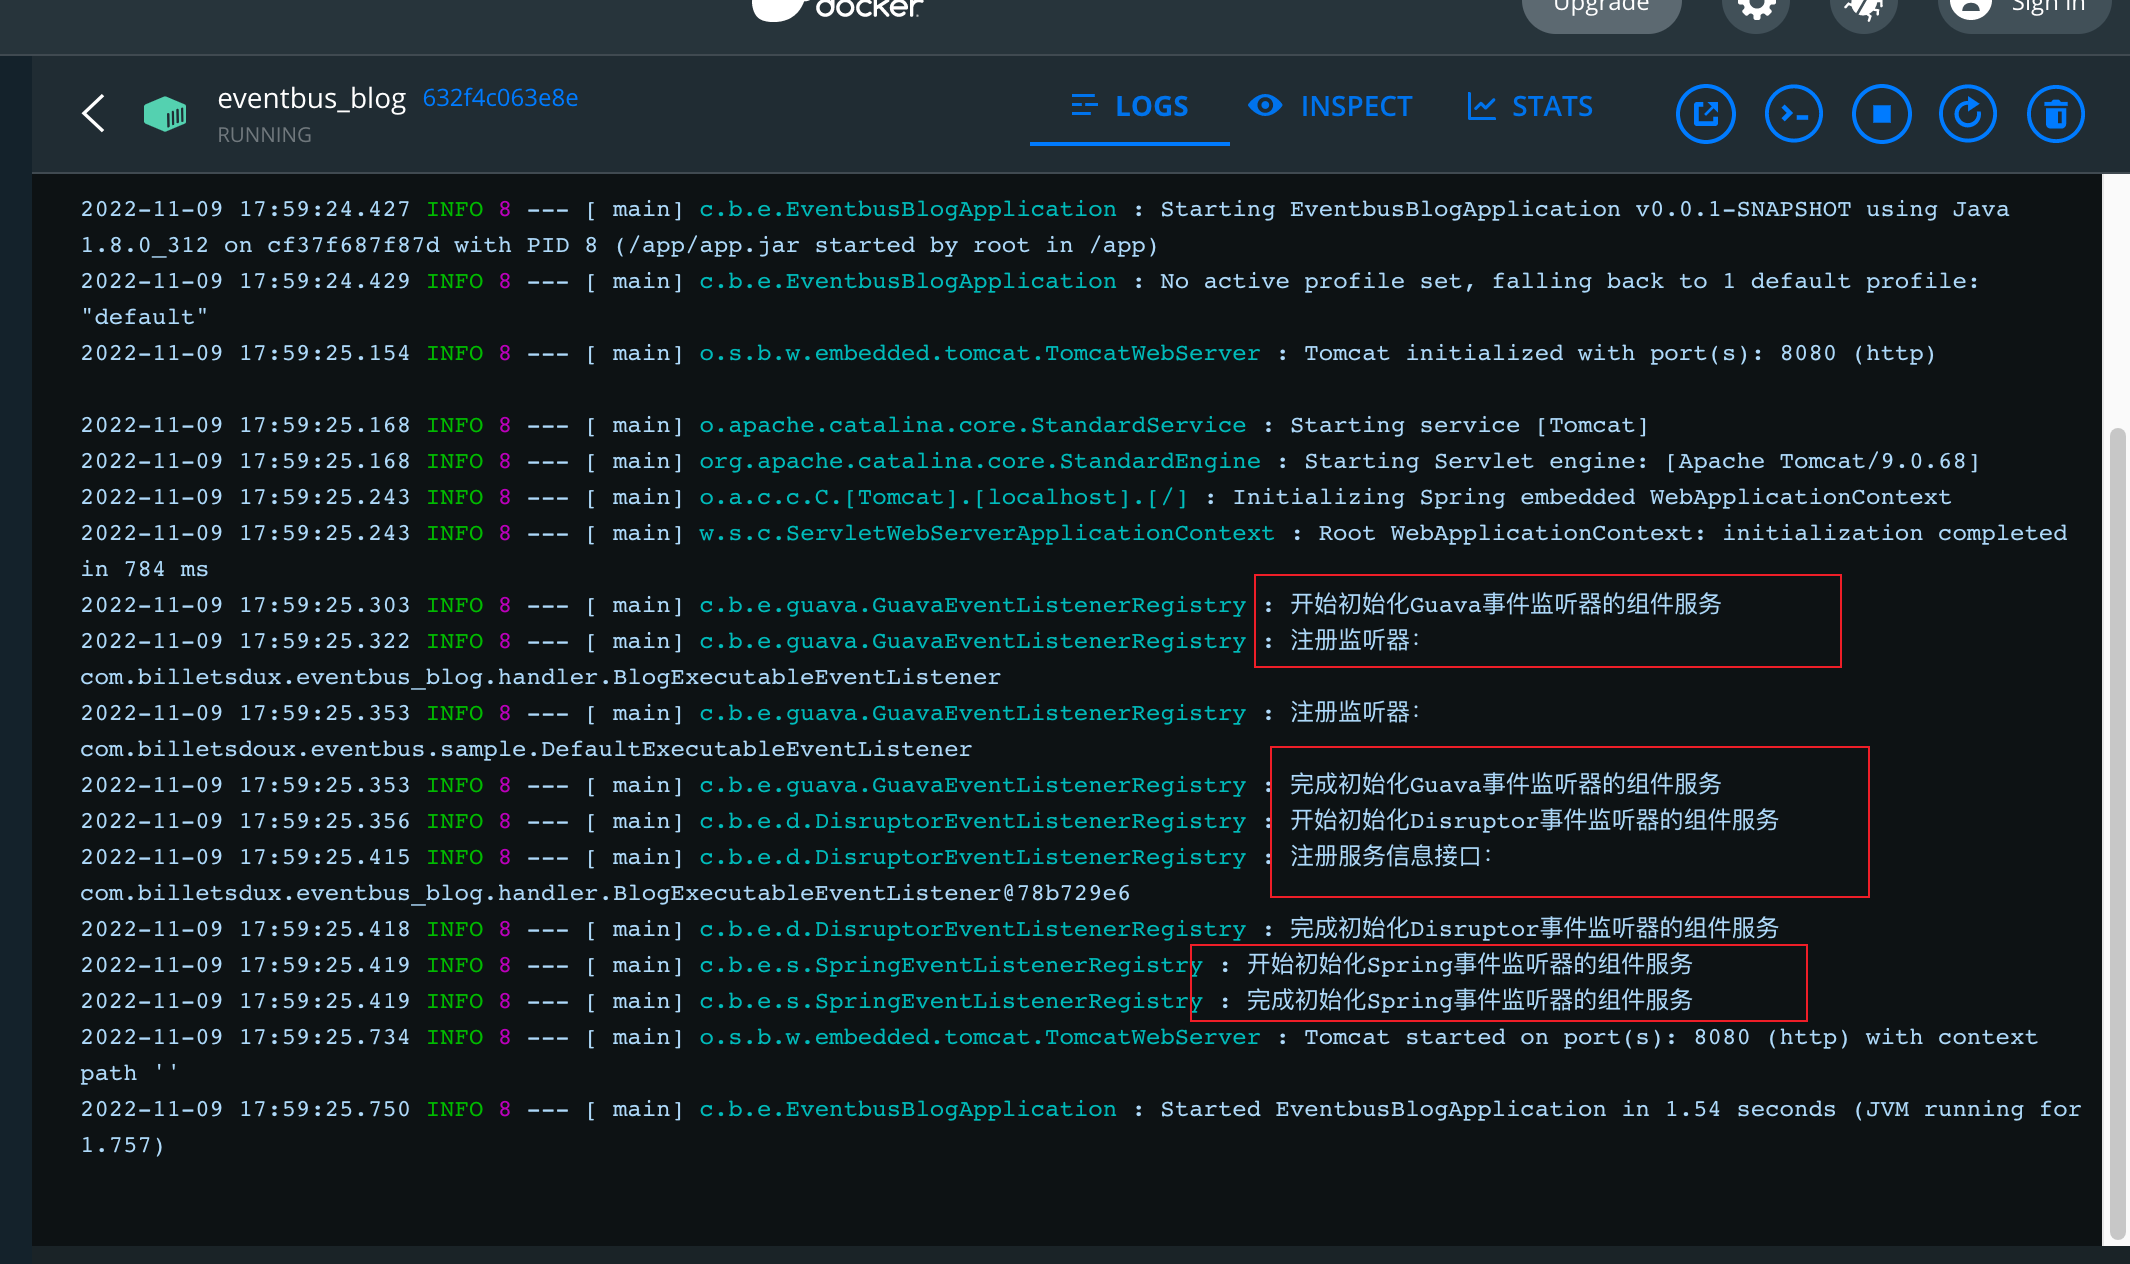 docker
Upgrade
Sign in
eventbus_blog 632f4c063e8e
RUNNING
LOGS
INSPECT
STATS
2022-11-09 17:59:24.427 INFO 8 --- [ main] c.b.e.EventbusBlogApplication : Starting EventbusBlogApplication v0.0.1-SNAPSHOT using Java
1.8.0_312 on cf37f687f87d with PID 8 (/app/app.jar started by root in /app)
2022-11-09 17:59:24.429 INFO 8 --- [ main] c.b.e.EventbusBlogApplication : No active profile set, falling back to 1 default profile:
"default"
2022-11-09 17:59:25.154 INFO 8 --- [ main] o.s.b.w.embedded.tomcat.TomcatWebServer : Tomcat initialized with port(s): 8080 (http)
2022-11-09 17:59:25.168 INFO 8 --- [ main] o.apache.catalina.core.StandardService : Starting service [Tomcat]
2022-11-09 17:59:25.168 INFO 8 --- [ main] org.apache.catalina.core.StandardEngine : Starting Servlet engine: [Apache Tomcat/9.0.68]
2022-11-09 17:59:25.243 INFO 8 --- [ main] o.a.c.c.C.[Tomcat].[localhost].[/] : Initializing Spring embedded WebApplicationContext
2022-11-09 17:59:25.243 INFO 8 --- [ main] w.s.c.ServletWebServerApplicationContext : Root WebApplicationContext: initialization completed
in 784 ms
2022-11-09 17:59:25.303 INFO 8 --- [ main] c.b.e.guava.GuavaEventListenerRegistry : 开始初始化Guava事件监听器的组件服务
2022-11-09 17:59:25.322 INFO 8 --- [ main] c.b.e.guava.GuavaEventListenerRegistry : 注册监听器:
com.billetsdux.eventbus_blog.handler.BlogExecutableEventListener
2022-11-09 17:59:25.353 INFO 8 --- [ main] c.b.e.guava.GuavaEventListenerRegistry : 注册监听器:
com.billetsdoux.eventbus.sample.DefaultExecutableEventListener
2022-11-09 17:59:25.353 INFO 8 --- [ main] c.b.e.guava.GuavaEventListenerRegistry : 完成初始化Guava事件监听器的组件服务
2022-11-09 17:59:25.356 INFO 8 --- [ main] c.b.e.d.DisruptorEventListenerRegistry : 开始初始化Disruptor事件监听器的组件服务
2022-11-09 17:59:25.415 INFO 8 --- [ main] c.b.e.d.DisruptorEventListenerRegistry : 注册服务信息接口:
com.billetsdux.eventbus_blog.handler.BlogExecutableEventListener@78b729e6
2022-11-09 17:59:25.418 INFO 8 --- [ main] c.b.e.d.DisruptorEventListenerRegistry : 完成初始化Disruptor事件监听器的组件服务
2022-11-09 17:59:25.419 INFO 8 --- [ main] c.b.e.s.SpringEventListenerRegistry : 开始初始化Spring事件监听器的组件服务
2022-11-09 17:59:25.419 INFO 8 --- [ main] c.b.e.s.SpringEventListenerRegistry : 完成初始化Spring事件监听器的组件服务
2022-11-09 17:59:25.734 INFO 8 --- [ main] o.s.b.w.embedded.tomcat.TomcatWebServer : Tomcat started on port(s): 8080 (http) with context
path ''
2022-11-09 17:59:25.750 INFO 8 --- [ main] c.b.e.EventbusBlogApplication : Started EventbusBlogApplication in 1.54 seconds (JVM running for
1.757)